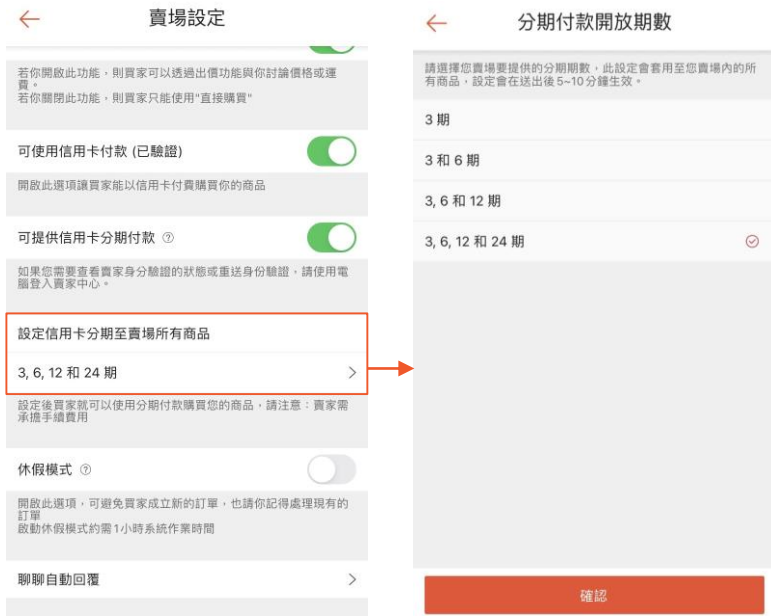 賣場設定
若你開啟此功能,則買家可以透過出價功能與你討論價格或運
費。
若你關閉此功能,則買家只能使用"直接購買"
可使用信用卡付款 (已驗證)
開啟此選項讓買家能以信用卡付費購買你的商品
可提供信用卡分期付款 ?
如果您需要查看賣家身分驗證的狀態或重送身份驗證,請使用電
腦登入賣家中心。
設定信用卡分期至賣場所有商品
3, 6, 12 和 24 期
設定後買家就可以使用分期付款購買您的商品,請注意:賣家需
承擔手續費用
休假模式 ?
開啟此選項,可避免買家成立新的訂單,也請你記得處理現有的
訂單
啟動休假模式約需1小時系統作業時間
聊聊自動回覆
分期付款開放期數
請選擇您賣場要提供的分期期數,此設定會套用至您賣場內的所
有商品,設定會在送出後5~10分鐘生效。
3 期
3 和 6 期
3, 6 和 12 期
3, 6, 12 和 24 期
確認